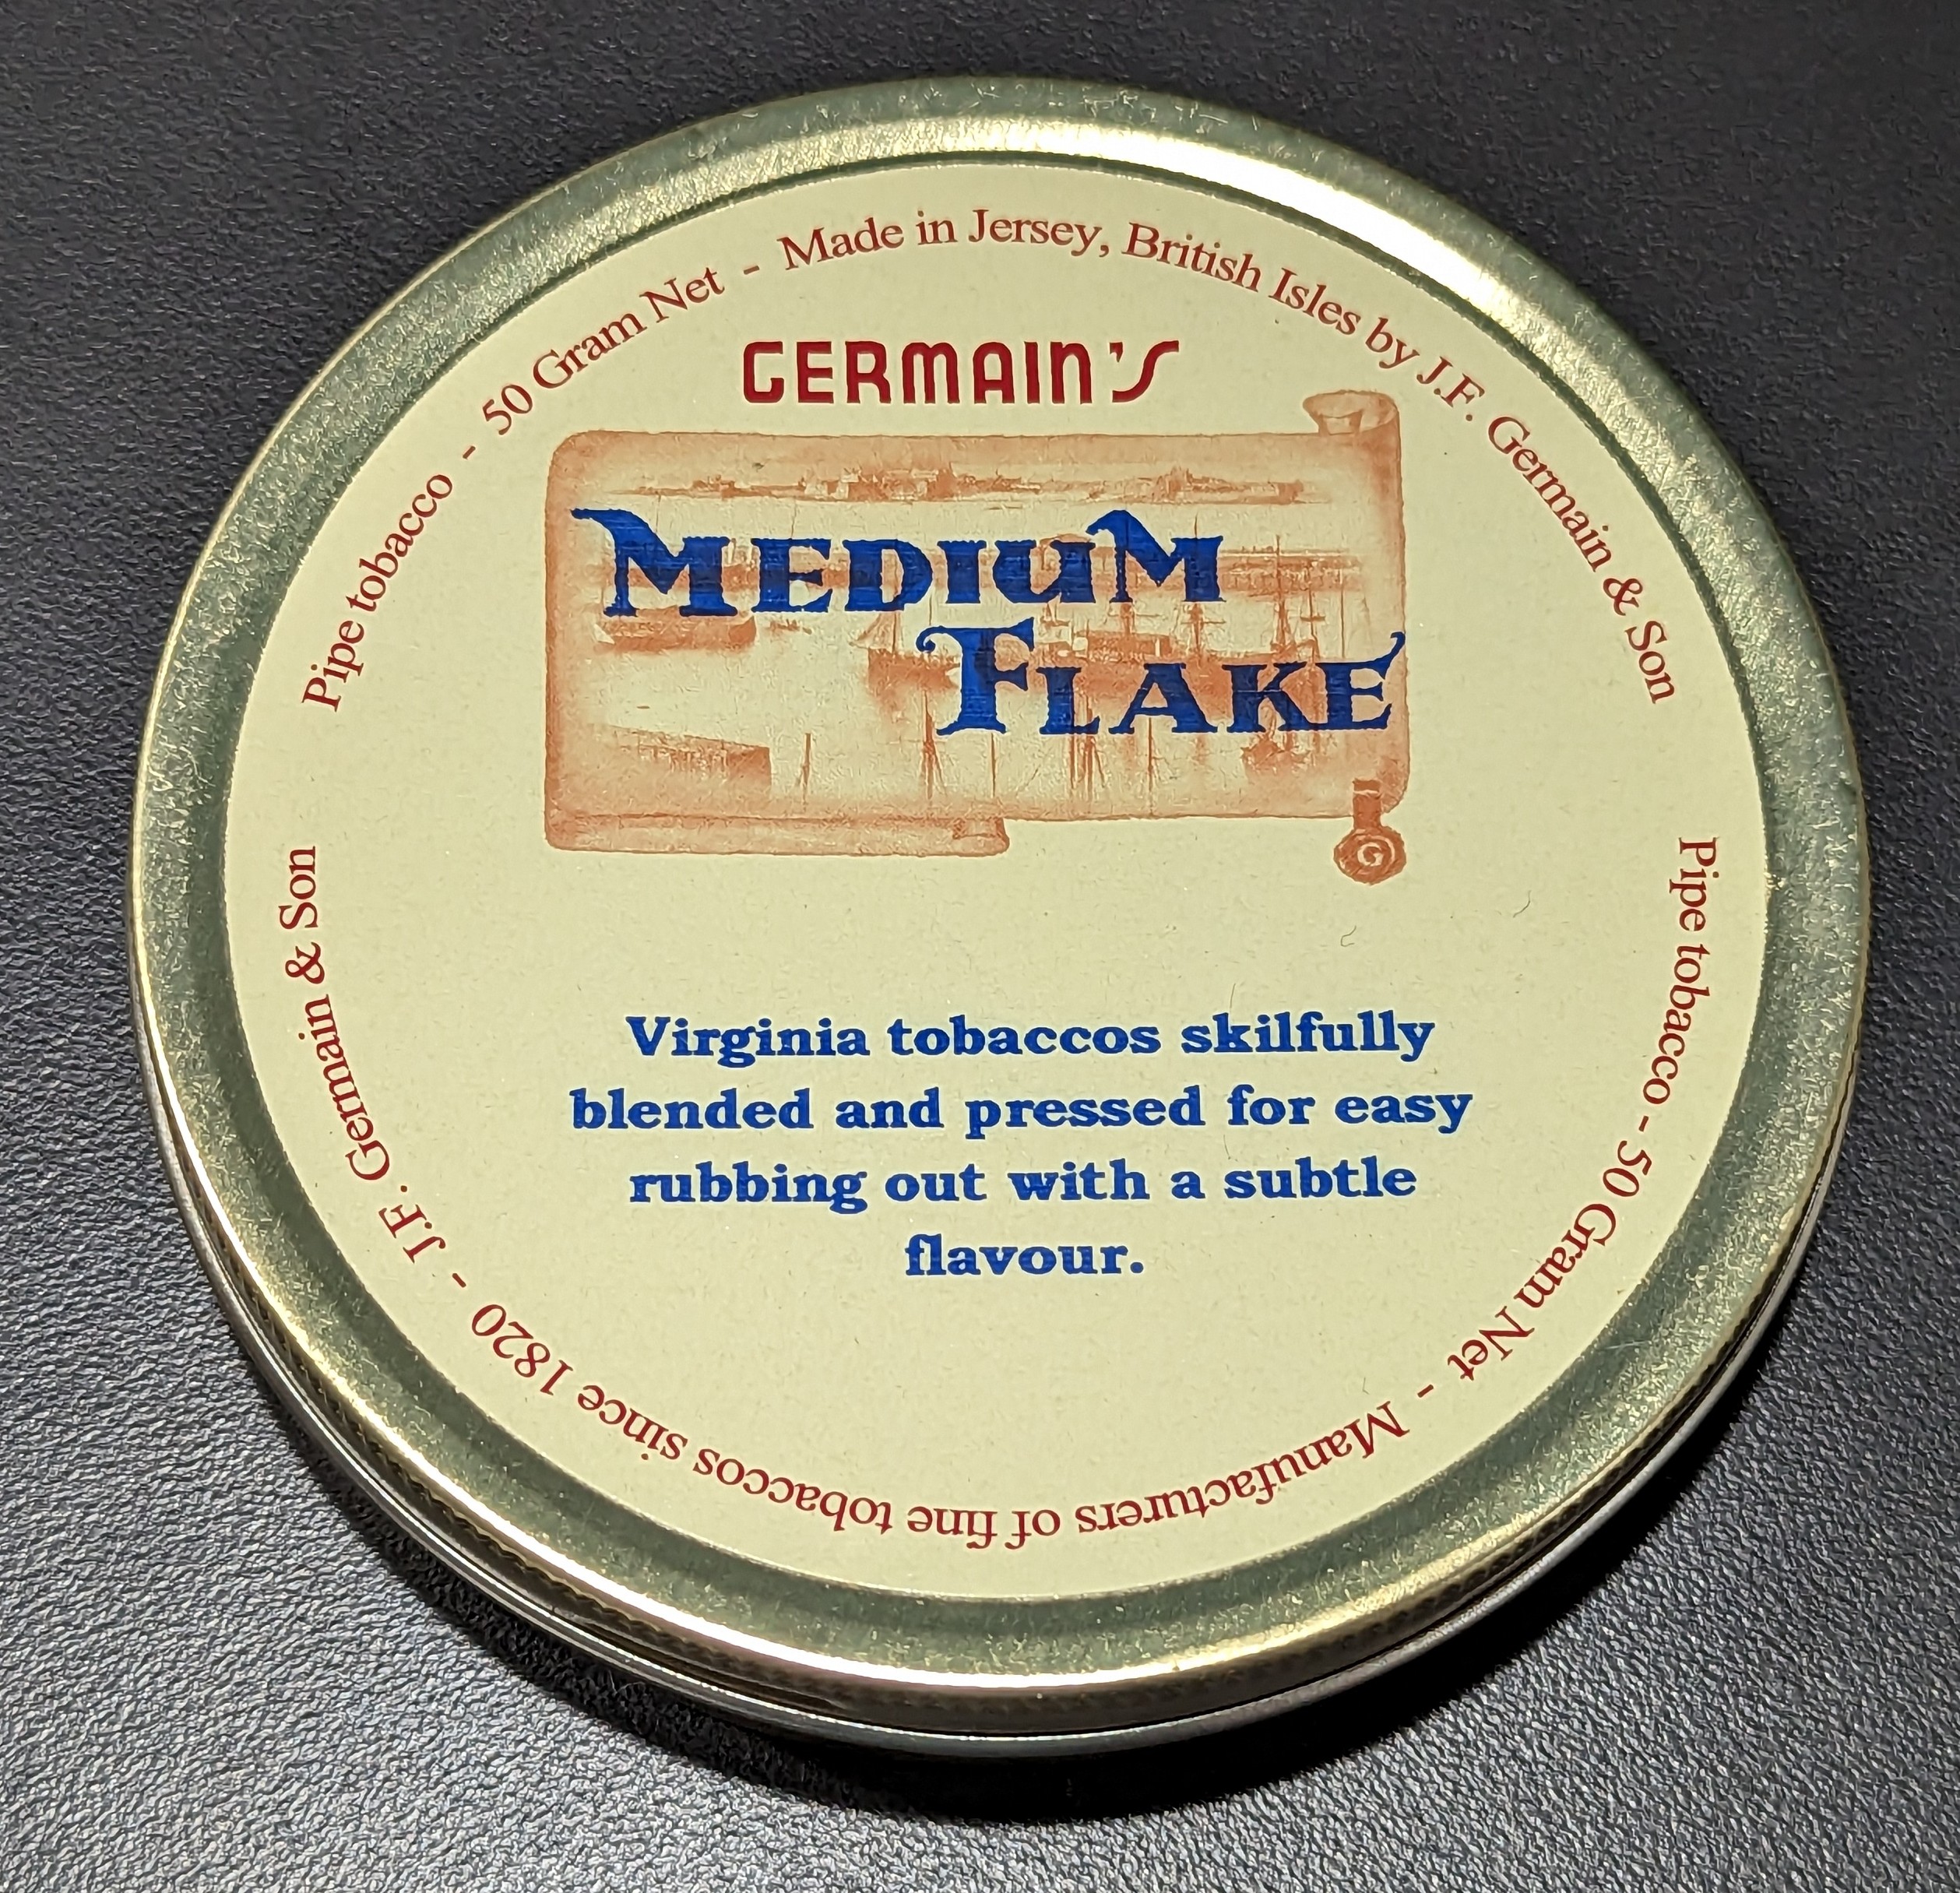 Pipe tobacco - 50 Gram Net - Made in Jersey, British Isles by J.F. Germain & Son
GERMAIN'S
MEDIUM
FLAKE
G
Virginia tobaccos skilfully
blended and pressed for easy
rubbing out with a subtle
flavour.
Pipe tobacco - 50 Gram Net - Manufacturers of fine tobaccos since 1820 - J.F. Germain & Son